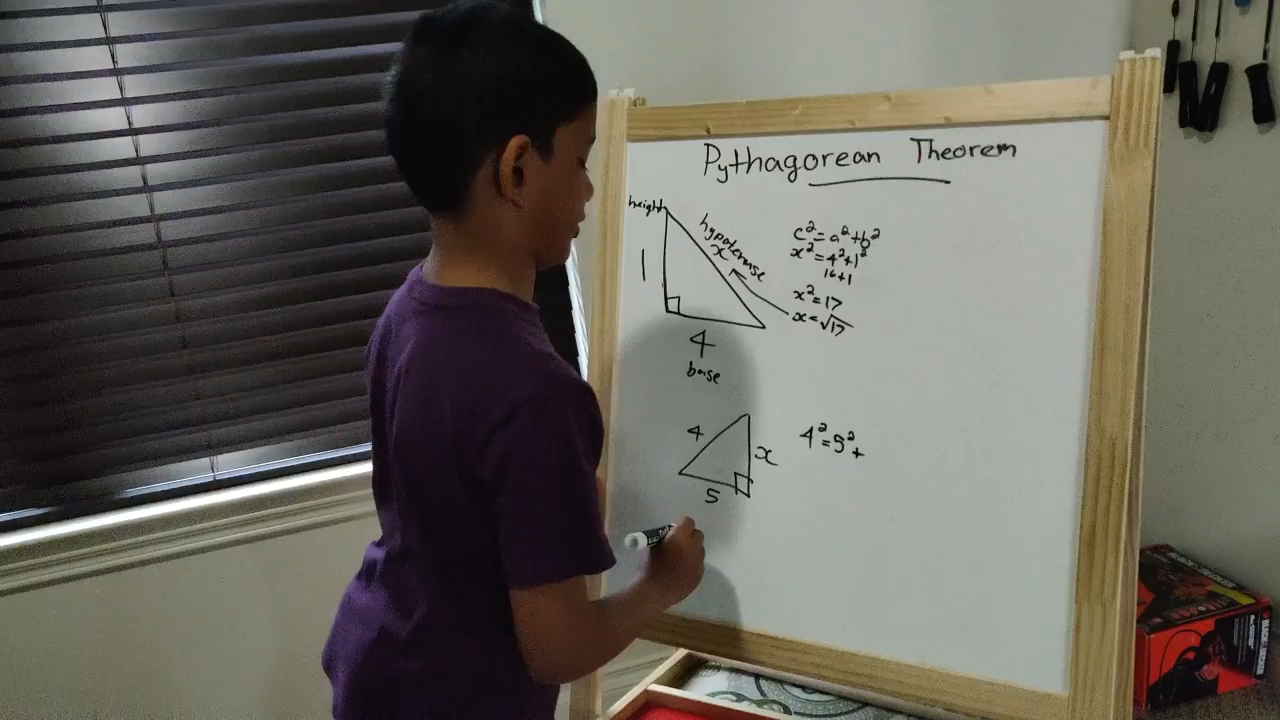 Pythagorean Theorem
height
hypotenuse
x
1
4
base
c²=a²+b²
x²=4²+1²
16+1
x²=17
x=√17
4
x
5
4²=5²+